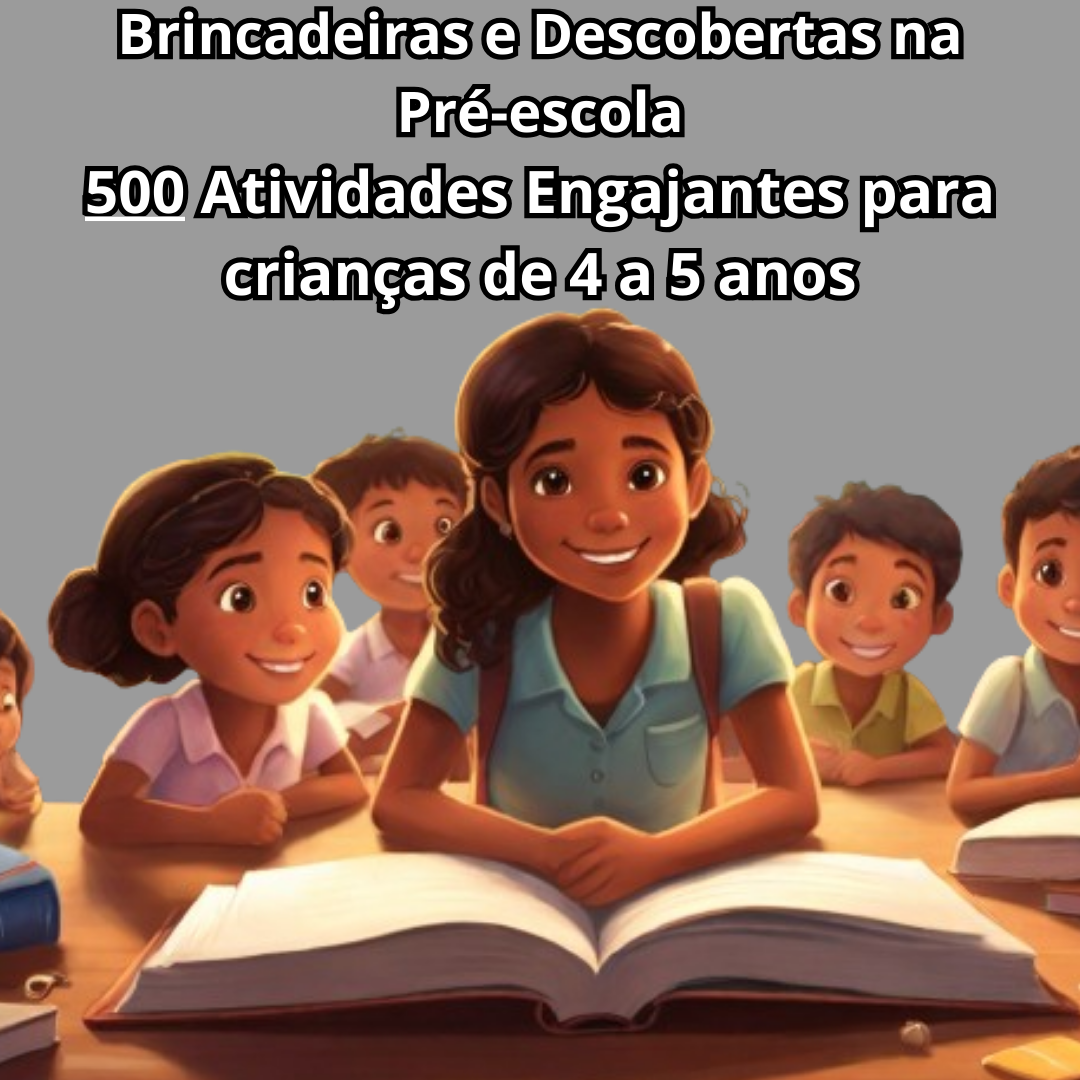 Brincadeiras e Descobertas na
Pré-escola
500 Atividades Engajantes para
crianças de 4 a 5 anos